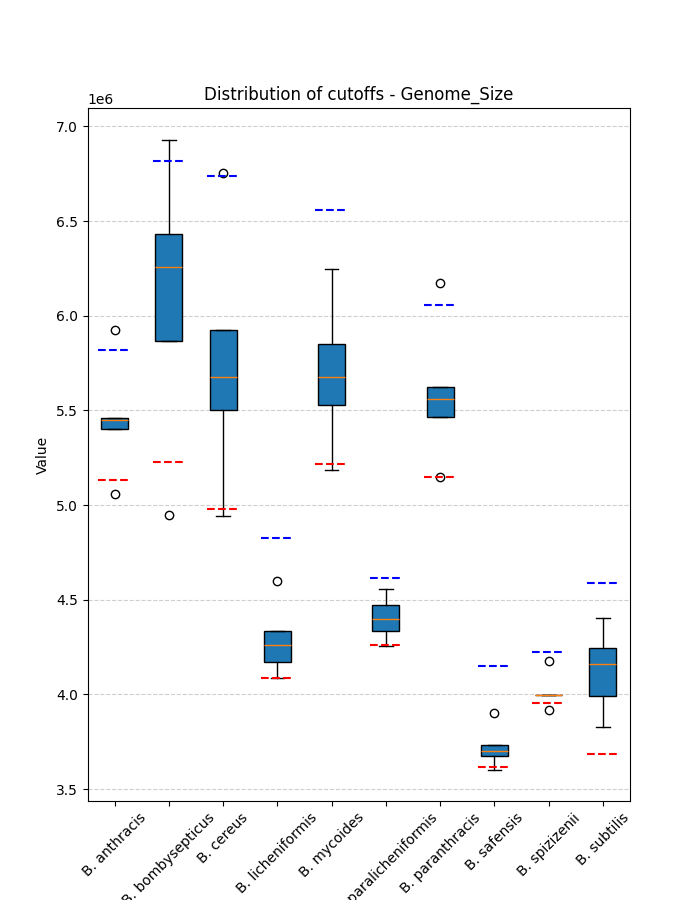 Distribution of cutoffs - Genome_Size
1e6
7.0
6.5
6.0
5.5
5.0
4.5
4.0
3.5
Value
B. anthracis
B. bombysepticus
B. cereus
B. licheniformis
B. mycoides
paralicheniformis
B. paranthracis
B. safensis
B. spizizenii
B. subtilis